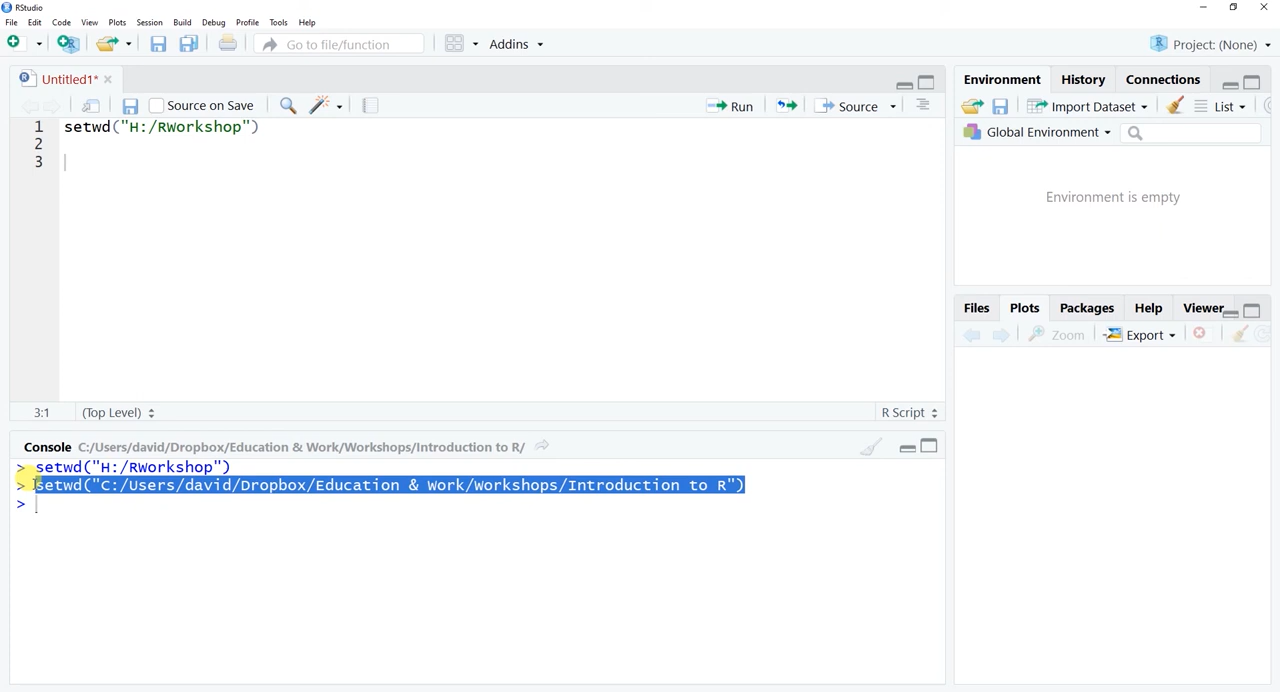 RStudio
File Edit Code View Plots Session Build Debug Profile Tools Help
Go to file/function Addins Project: (None)
Untitled1*
Source on Save Run Source
1 setwd("H:/RWorkshop")
2
3
3:1 (Top Level) R Script
Console C:/Users/david/Dropbox/Education & Work/Workshops/Introduction to R/
> setwd("H:/RWorkshop")
> setwd("C:/Users/david/Dropbox/Education & Work/Workshops/Introduction to R")
>
Environment History Connections
Import Dataset List
Global Environment
Environment is empty
Files Plots Packages Help Viewer
Zoom Export